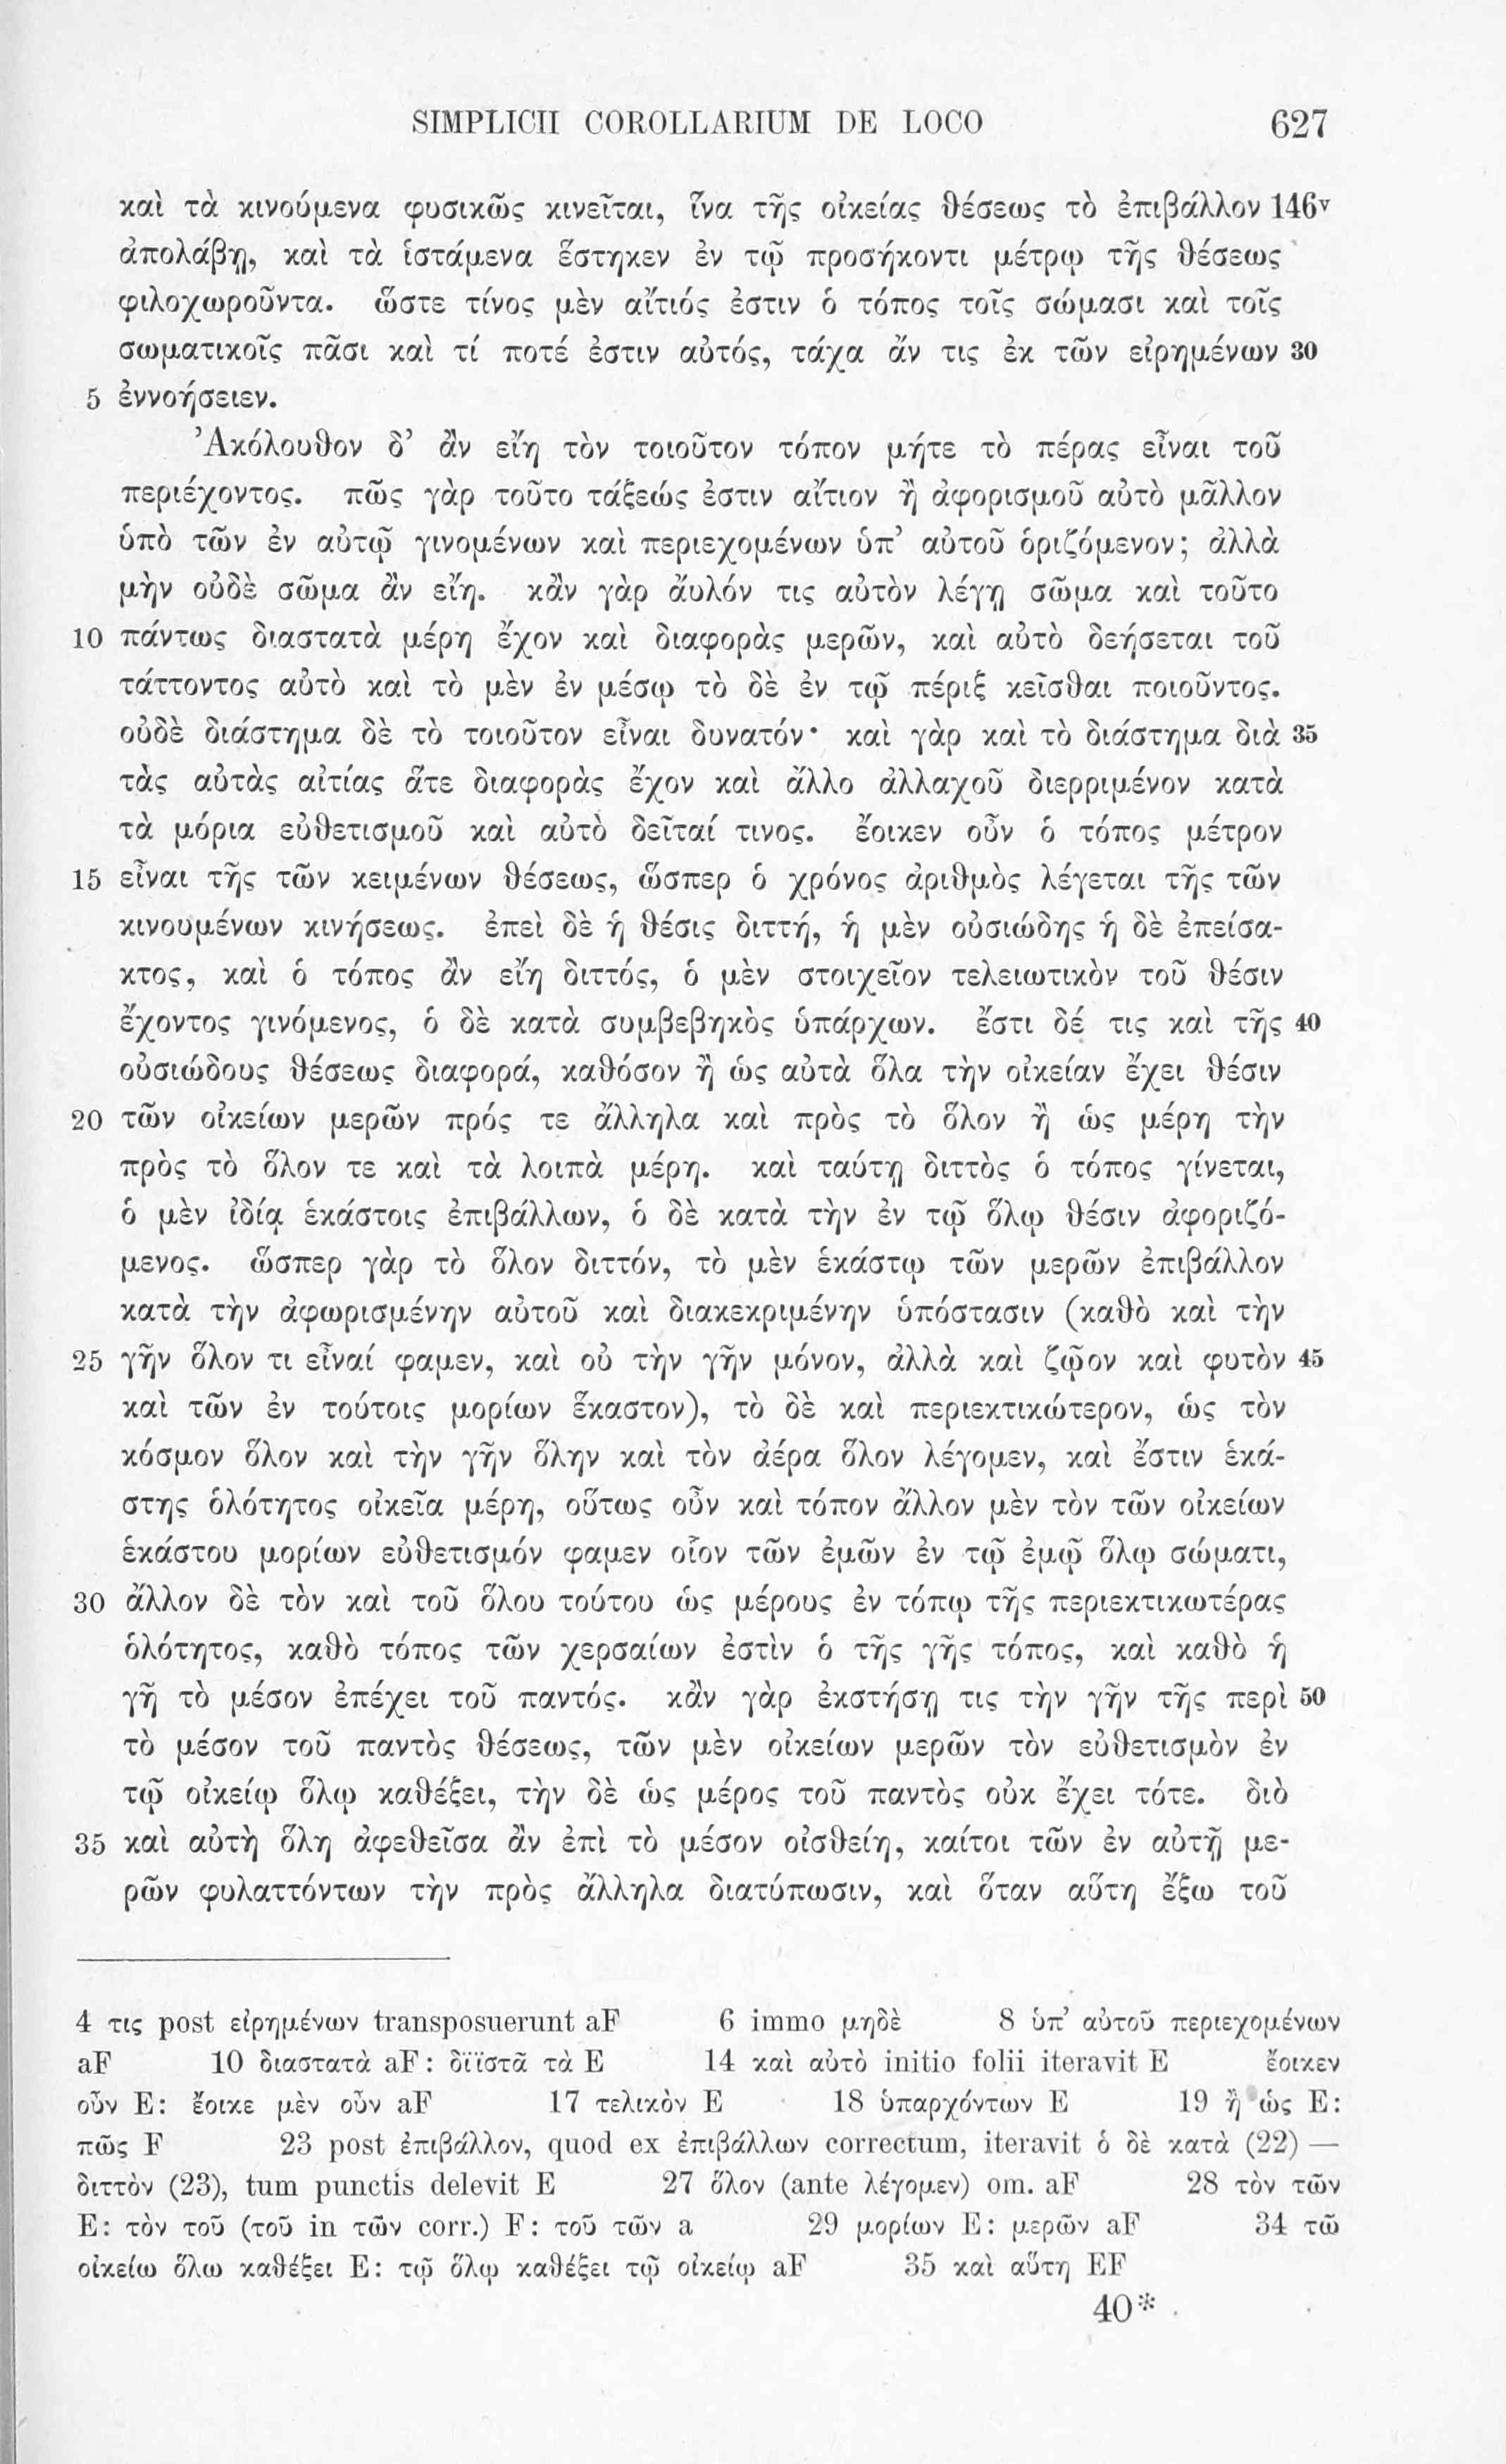 SIMPLICII COROLLARIUM DE LOCO 627
καὶ τὰ κινούμενα φυσικῶς κινεῖται, ἵνα τῆς οἰκείας θέσεως τὸ ἐπιβάλλον 146ᵛ
ἀπολάβῃ, καὶ τὰ ἱστάμενα ἕστηκεν ἐν τῷ προσήκοντι μέτρῳ τῆς θέσεως
φιλοχωροῦντα. ὥστε τίνος μὲν αἴτιός ἐστιν ὁ τόπος τοῖς σώμασι καὶ τοῖς
σωματικοῖς πᾶσι καὶ τί ποτέ ἐστιν αὐτός, τάχα ἄν τις ἐκ τῶν εἰρημένων 30
5 ἐννοήσειεν.
Ἀκόλουθον δ’ ἂν εἴη τὸν τοιοῦτον τόπον μήτε τὸ πέρας εἶναι τοῦ
περιέχοντος. πῶς γὰρ τοῦτο τάξεώς ἐστιν αἴτιον ἢ ἀφορισμοῦ αὐτὸ μᾶλλον
ὑπὸ τῶν ἐν αὐτῷ γινομένων καὶ περιεχομένων ὑπ’ αὐτοῦ ὁριζόμενον; ἀλλὰ
μὴν οὐδὲ σῶμα ἂν εἴη. κἂν γὰρ ἄυλόν τις αὐτὸν λέγῃ σῶμα καὶ τοῦτο
10 πάντως διαστατὰ μέρη ἔχον καὶ διαφορὰς μερῶν, καὶ αὐτὸ δεήσεται τοῦ
τάττοντος αὐτὸ καὶ τὸ μὲν ἐν μέσῳ τὸ δὲ ἐν τῷ πέριξ κεῖσθαι ποιοῦντος.
οὐδὲ διάστημα δὲ τὸ τοιοῦτον εἶναι δυνατόν· καὶ γὰρ καὶ τὸ διάστημα διὰ 35
τὰς αὐτὰς αἰτίας ἅτε διαφορὰς ἔχον καὶ ἄλλο ἀλλαχοῦ διερριμένον κατὰ
τὰ μόρια εὐθετισμοῦ καὶ αὐτὸ δεῖταί τινος. ἔοικεν οὖν ὁ τόπος μέτρον
15 εἶναι τῆς τῶν κειμένων θέσεως, ὥσπερ ὁ χρόνος ἀριθμὸς λέγεται τῆς τῶν
κινουμένων κινήσεως. ἐπεὶ δὲ ἡ θέσις διττή, ἡ μὲν οὐσιώδης ἡ δὲ ἐπείσα-
κτος, καὶ ὁ τόπος ἂν εἴη διττός, ὁ μὲν στοιχεῖον τελειωτικὸν τοῦ θέσιν
ἔχοντος γινόμενος, ὁ δὲ κατὰ συμβεβηκὸς ὑπάρχων. ἔστι δέ τις καὶ τῆς 40
οὐσιώδους θέσεως διαφορά, καθόσον ἢ ὡς αὐτὰ ὅλα τὴν οἰκείαν ἔχει θέσιν
20 τῶν οἰκείων μερῶν πρός τε ἄλληλα καὶ πρὸς τὸ ὅλον ἢ ὡς μέρη τὴν
πρὸς τὸ ὅλον τε καὶ τὰ λοιπὰ μέρη. καὶ ταύτῃ διττὸς ὁ τόπος γίνεται,
ὁ μὲν ἰδίᾳ ἑκάστοις ἐπιβάλλων, ὁ δὲ κατὰ τὴν ἐν τῷ ὅλῳ θέσιν ἀφοριζό-
μενος. ὥσπερ γὰρ τὸ ὅλον διττόν, τὸ μὲν ἑκάστῳ τῶν μερῶν ἐπιβάλλον
κατὰ τὴν ἀφωρισμένην αὐτοῦ καὶ διακεκριμένην ὑπόστασιν (καθὸ καὶ τὴν
25 γῆν ὅλον τι εἶναί φαμεν, καὶ οὐ τὴν γῆν μόνον, ἀλλὰ καὶ ζῷον καὶ φυτὸν 45
καὶ τῶν ἐν τούτοις μορίων ἕκαστον), τὸ δὲ καὶ περιεκτικώτερον, ὡς τὸν
κόσμον ὅλον καὶ τὴν γῆν ὅλην καὶ τὸν ἀέρα ὅλον λέγομεν, καὶ ἔστιν ἑκά-
στης ὁλότητος οἰκεῖα μέρη, οὕτως οὖν καὶ τόπον ἄλλον μὲν τὸν τῶν οἰκείων
ἑκάστου μορίων εὐθετισμόν φαμεν οἷον τῶν ἐμῶν ἐν τῷ ἐμῷ ὅλῳ σώματι,
30 ἄλλον δὲ τὸν καὶ τοῦ ὅλου τούτου ὡς μέρους ἐν τόπῳ τῆς περιεκτικωτέρας
ὁλότητος, καθὸ τόπος τῶν χερσαίων ἐστὶν ὁ τῆς γῆς τόπος, καὶ καθὸ ἡ
γῆ τὸ μέσον ἐπέχει τοῦ παντός. κἂν γὰρ ἐκστήσῃ τις τὴν γῆν τῆς περὶ 50
τὸ μέσον τοῦ παντὸς θέσεως, τῶν μὲν οἰκείων μερῶν τὸν εὐθετισμὸν ἐν
τῷ οἰκείῳ ὅλῳ καθέξει, τὴν δὲ ὡς μέρος τοῦ παντὸς οὐκ ἔχει τότε. διὸ
35 καὶ αὐτὴ ὅλη ἀφεθεῖσα ἂν ἐπὶ τὸ μέσον οἰσθείη, καίτοι τῶν ἐν αὐτῇ με-
ρῶν φυλαττόντων τὴν πρὸς ἄλληλα διατύπωσιν, καὶ ὅταν αὕτη ἔξω τοῦ
4 τις post εἰρημένων transposuerunt aF 6 immo μηδὲ 8 ὑπ’ αὐτοῦ περιεχομένων
aF 10 διαστατὰ aF: δϊϊστᾶ τὰ E 14 καὶ αὐτὸ initio folii iteravit E ἔοικεν
οὖν E: ἔοικε μὲν οὖν aF 17 τελικὸν E 18 ὑπαρχόντων E 19 ἢ ὡς E:
πῶς F 23 post ἐπιβάλλον, quod ex ἐπιβάλλων correctum, iteravit ὁ δὲ κατὰ (22) —
διττὸν (23), tum punctis delevit E 27 ὅλον (ante λέγομεν) om. aF 28 τὸν τῶν
E: τὸν τοῦ (τοῦ in τῶν corr.) F: τοῦ τῶν a 29 μορίων E: μερῶν aF 34 τῶ
οἰκείω ὅλω καθέξει E: τῷ ὅλῳ καθέξει τῷ οἰκείῳ aF 35 καὶ αὕτη EF
40*